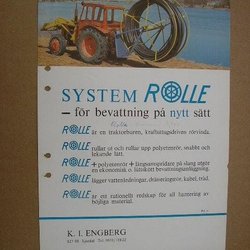 SYSTEM ROLLE
– för bevattning på nytt sätt
ROLLE är en traktorburen, kraftuttagsdriven rörvinda.
ROLLE rullar ut och rullar upp polyetenrör, snabbt och
lekande lätt.
ROLLE + polyetenrör + långsamspridare på slang utgör
en ekonomisk o. lättskött bevattningsanläggning.
ROLLE lägger vattenledningar, dräneringsrör, kabel, tråd.
ROLLE är ett rationellt redskap för all hantering av
böjliga material.
K. I. ENGBERG